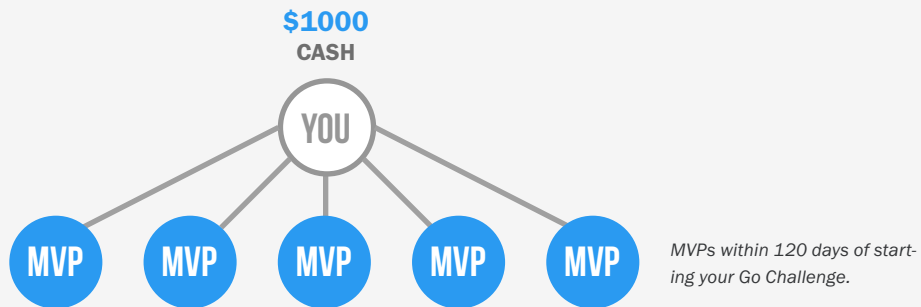 $1000
CASH
YOU
MVP MVP MVP MVP MVP
MVPs within 120 days of start-
ing your Go Challenge.